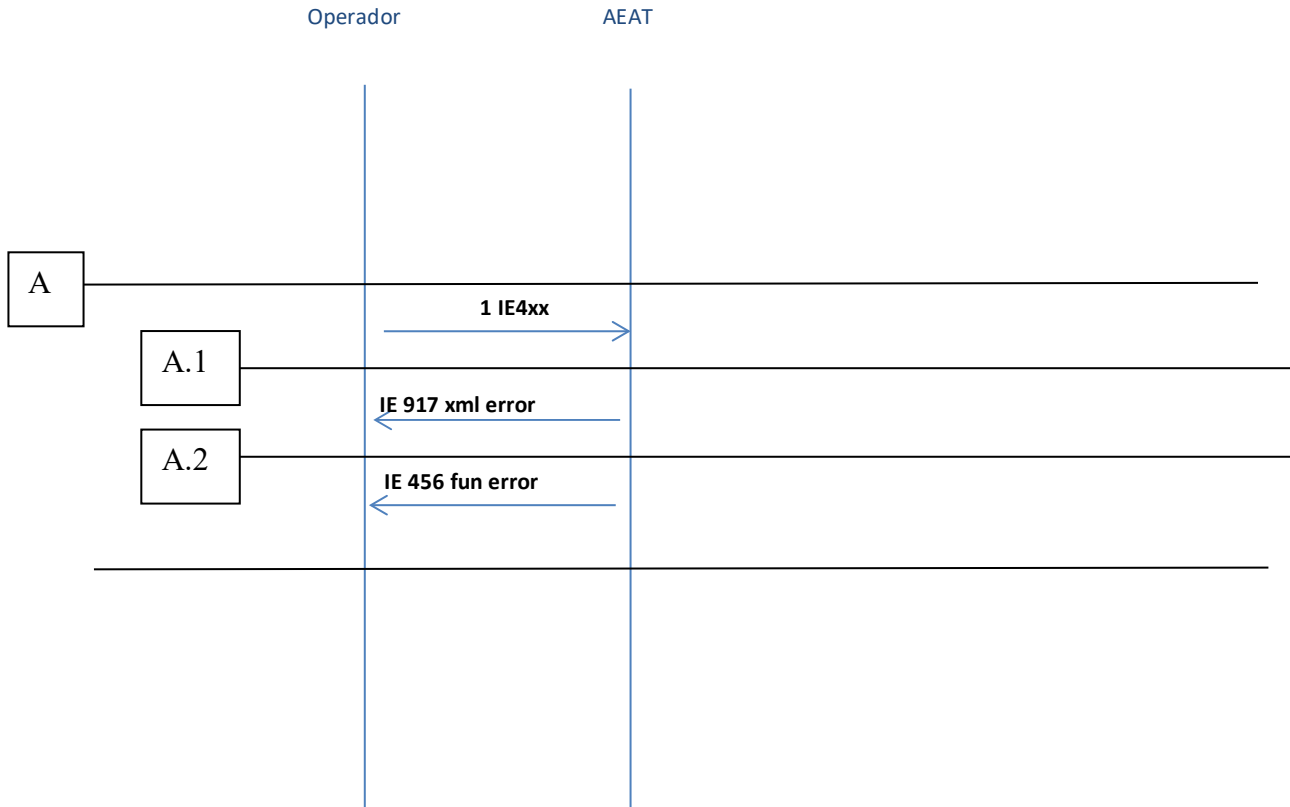 Operador AEAT
A
1 IE4xx
A.1
IE 917 xml error
A.2
IE 456 fun error